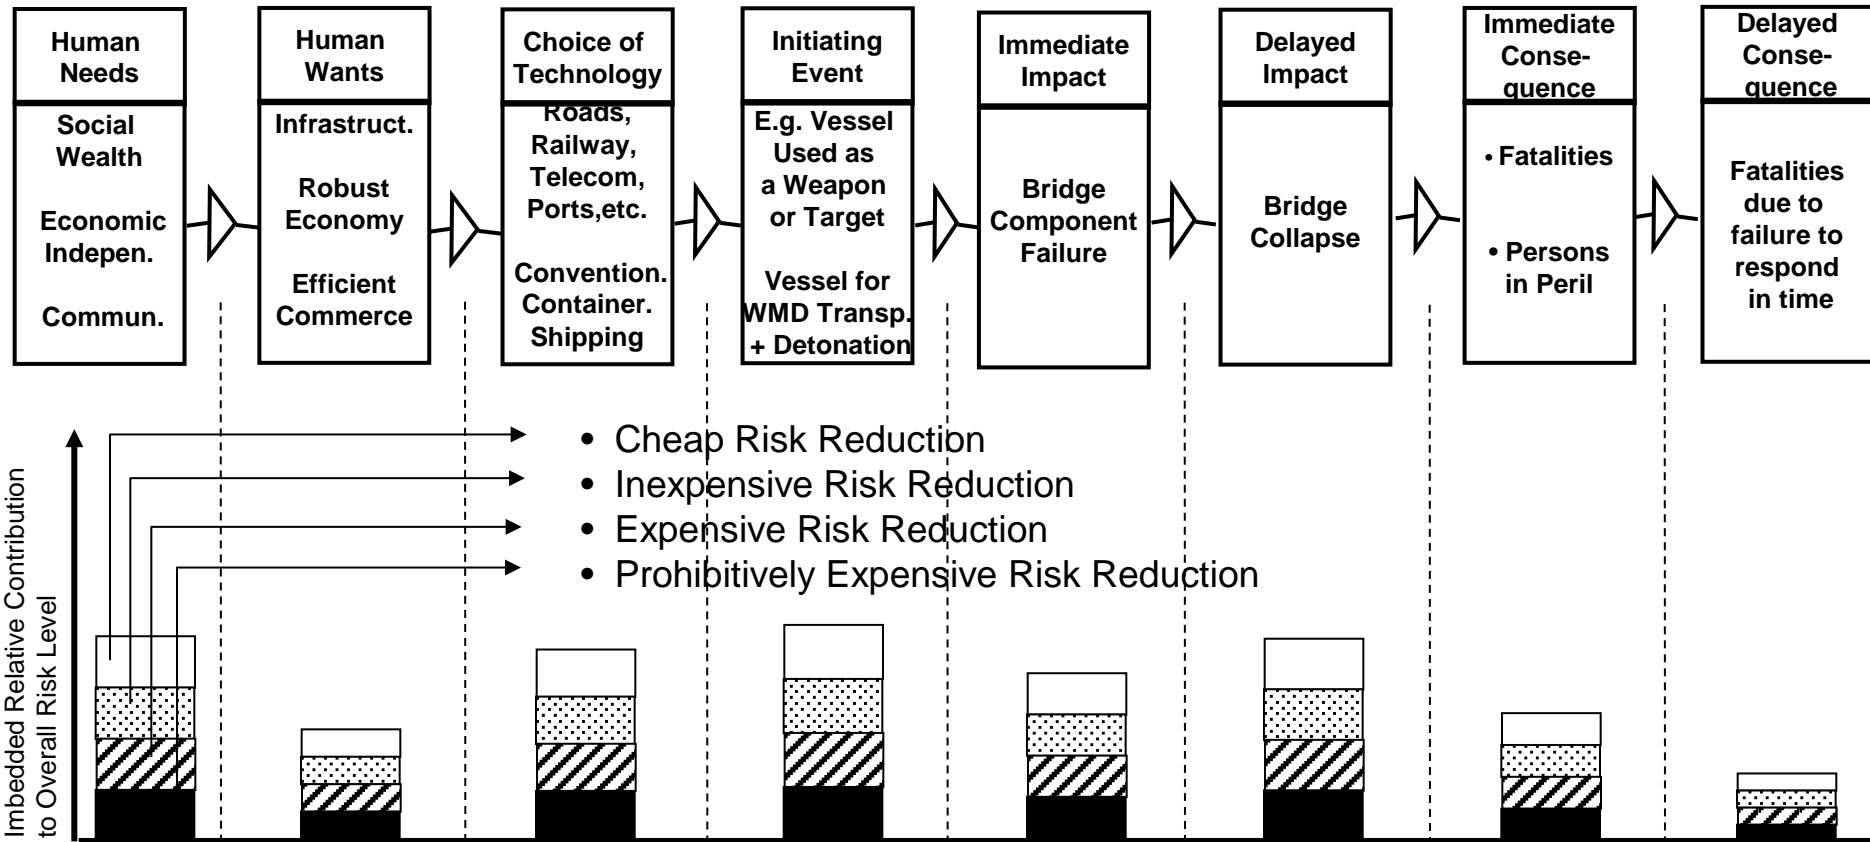 Human
Needs
Social
Wealth
Economic
Indepen.
Commun.
Human
Wants
Infrastruct.
Robust
Economy
Efficient
Commerce
Choice of
Technology
Roads,
Railway,
Telecom,
Ports,etc.
Convention.
Container.
Shipping
Initiating
Event
E.g. Vessel
Used as
a Weapon
or Target
Vessel for
WMD Transp.
+ Detonation
Immediate
Impact
Bridge
Component
Failure
Delayed
Impact
Bridge
Collapse
Immediate
Conse-
quence
• Fatalities
• Persons
in Peril
Delayed
Conse-
quence
Fatalities
due to
failure to
respond
in time
• Cheap Risk Reduction
• Inexpensive Risk Reduction
• Expensive Risk Reduction
• Prohibitively Expensive Risk Reduction
Imbedded Relative Contribution
to Overall Risk Level